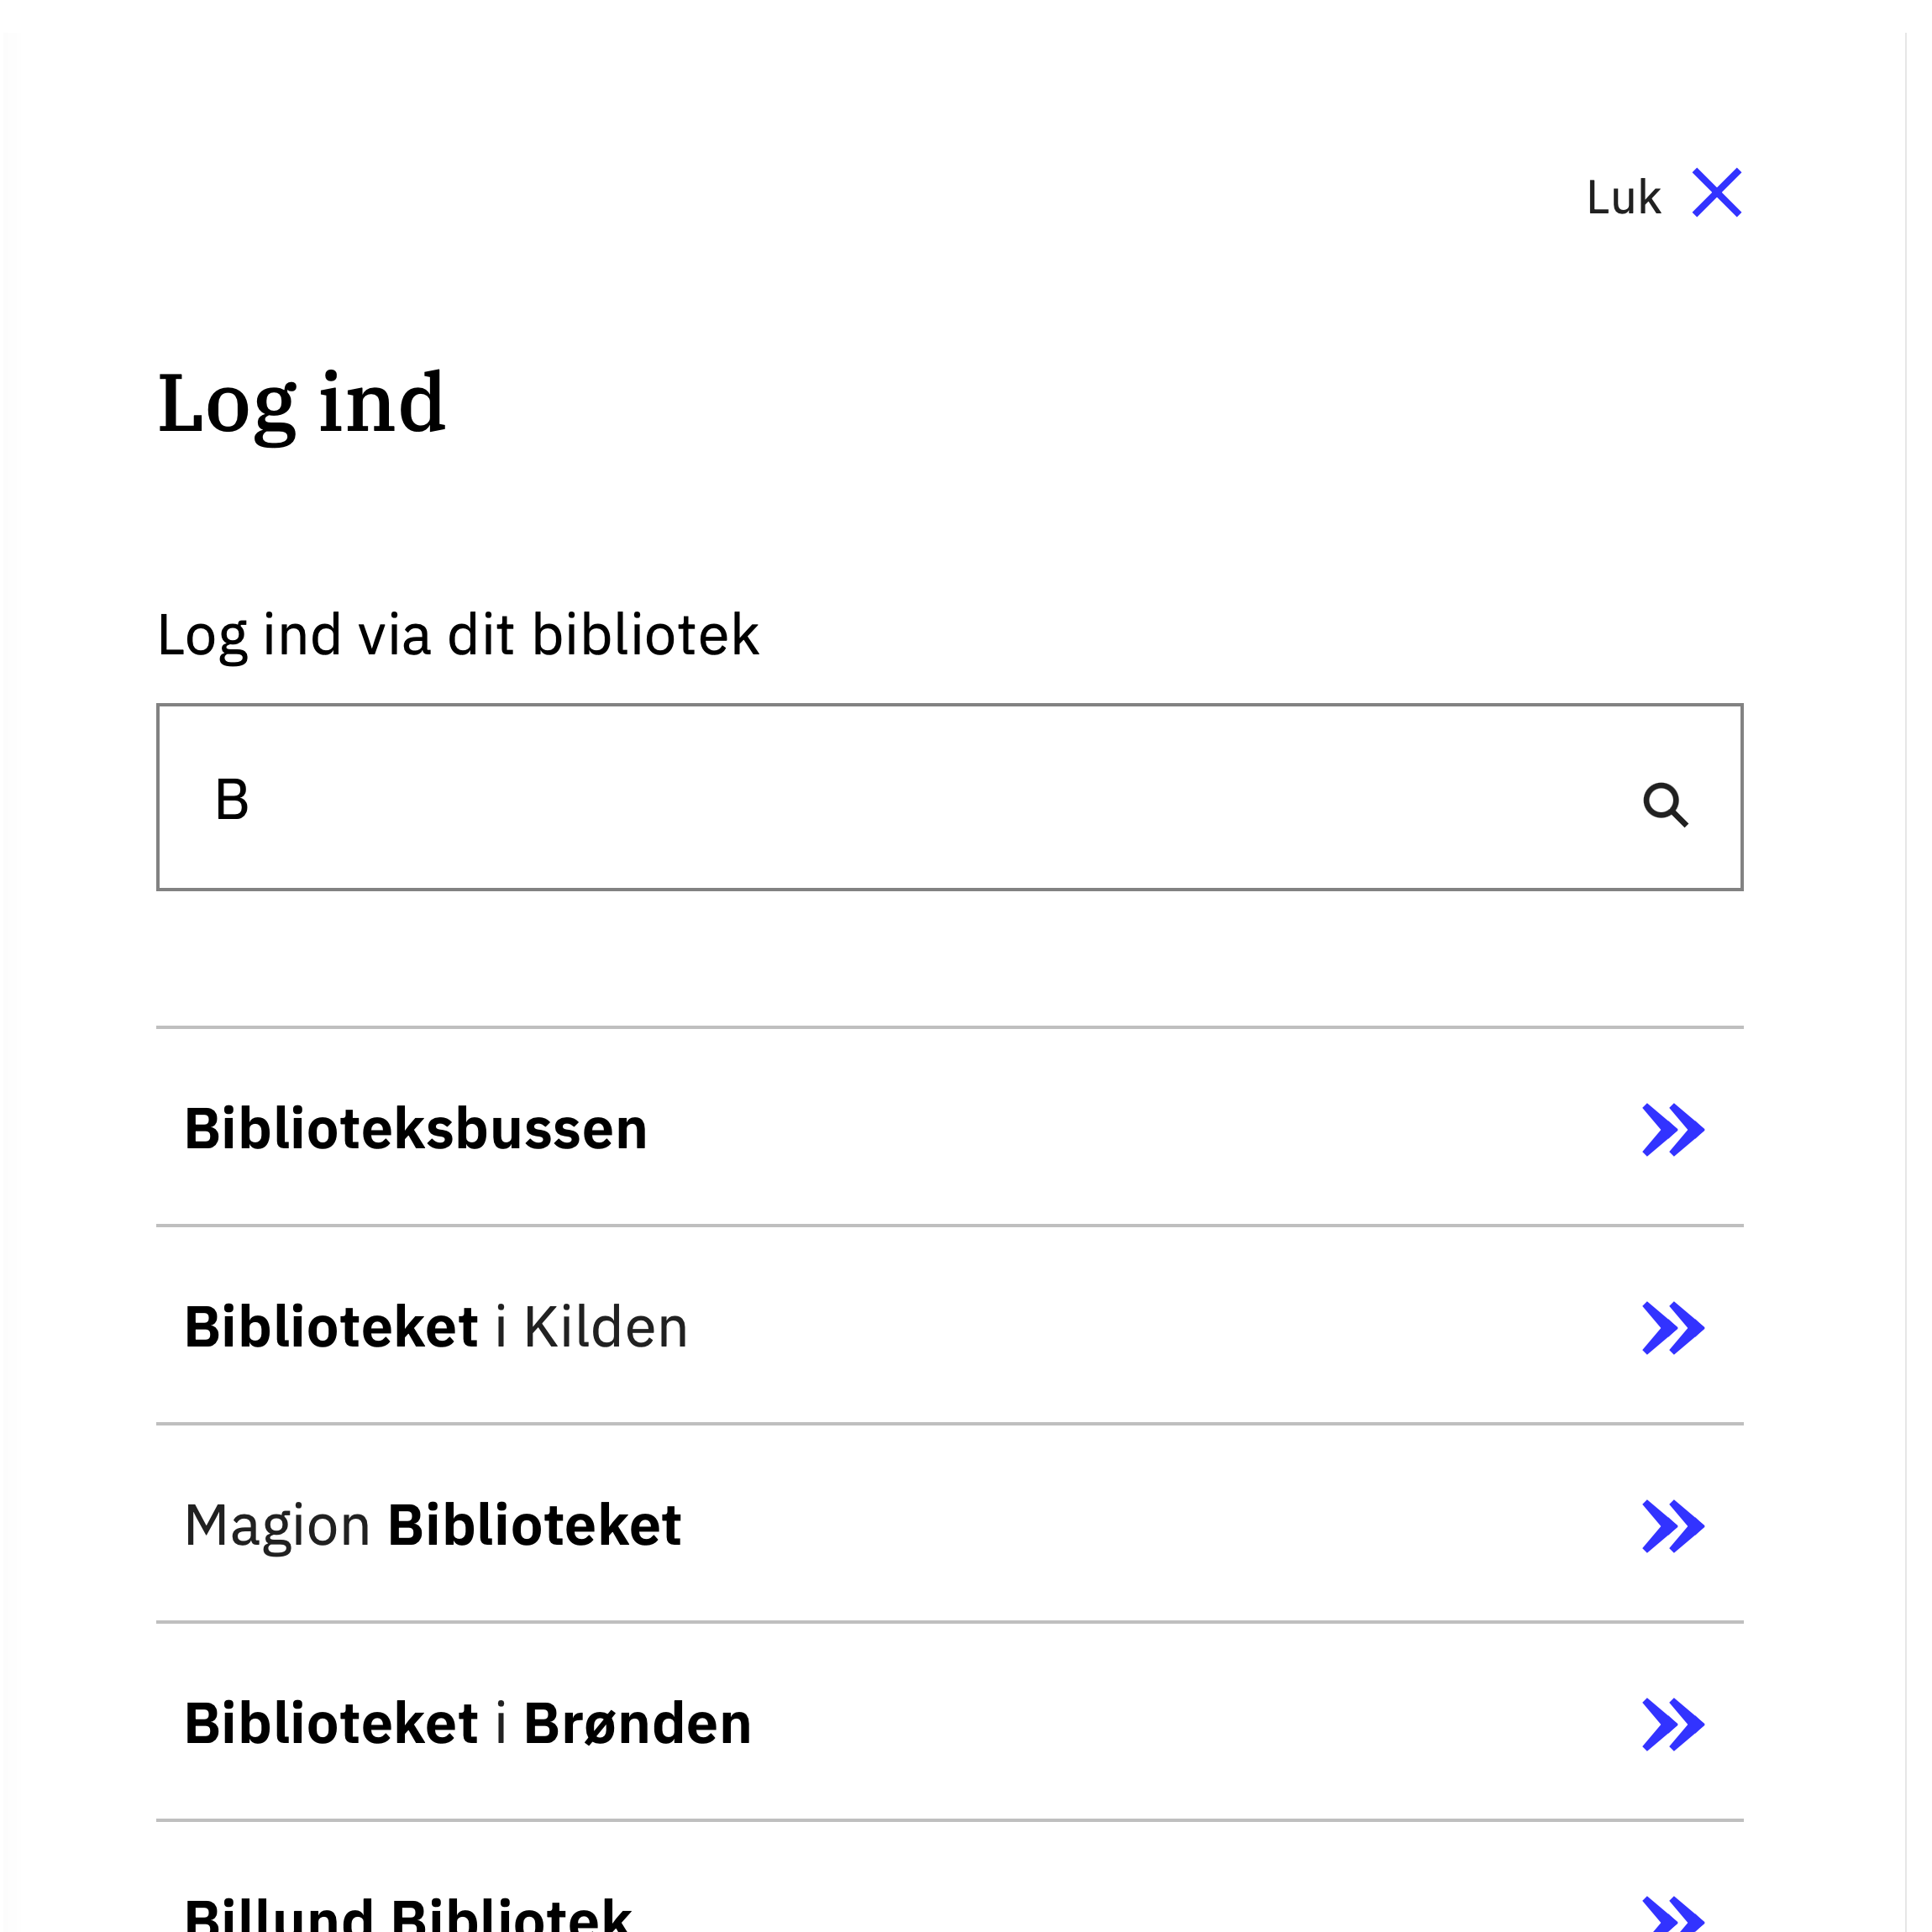 Luk
Log ind
Log ind via dit bibliotek
B
Biblioteksbussen
Biblioteket i Kilden
Magion Biblioteket
Biblioteket i Brønden
Billund Bibliotek